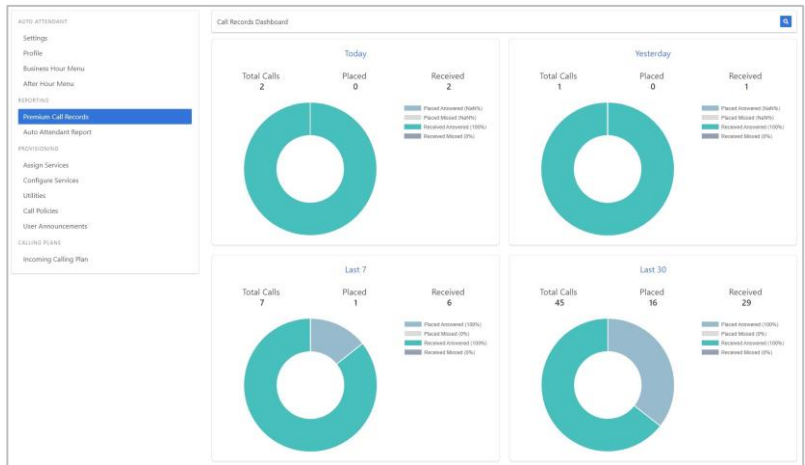 AUTO ATTENDANT
Settings
Profile
Business Hour Menu
After Hour Menu
REPORTING
Premium Call Records
Auto Attendant Report
PROVISIONING
Assign Services
Configure Services
Utilities
Call Policies
User Announcements
CALLING PLANS
Incoming Calling Plan
Call Records Dashboard
Today
Total Calls Placed Received
2 0 2
Placed Answered (NaN%)
Placed Missed (NaN%)
Received Answered (100%)
Received Missed (0%)
Yesterday
Total Calls Placed Received
1 0 1
Placed Answered (NaN%)
Placed Missed (NaN%)
Received Answered (100%)
Received Missed (0%)
Last 7
Total Calls Placed Received
7 1 6
Placed Answered (100%)
Placed Missed (0%)
Received Answered (100%)
Received Missed (0%)
Last 30
Total Calls Placed Received
45 16 29
Placed Answered (100%)
Placed Missed (0%)
Received Answered (100%)
Received Missed (0%)